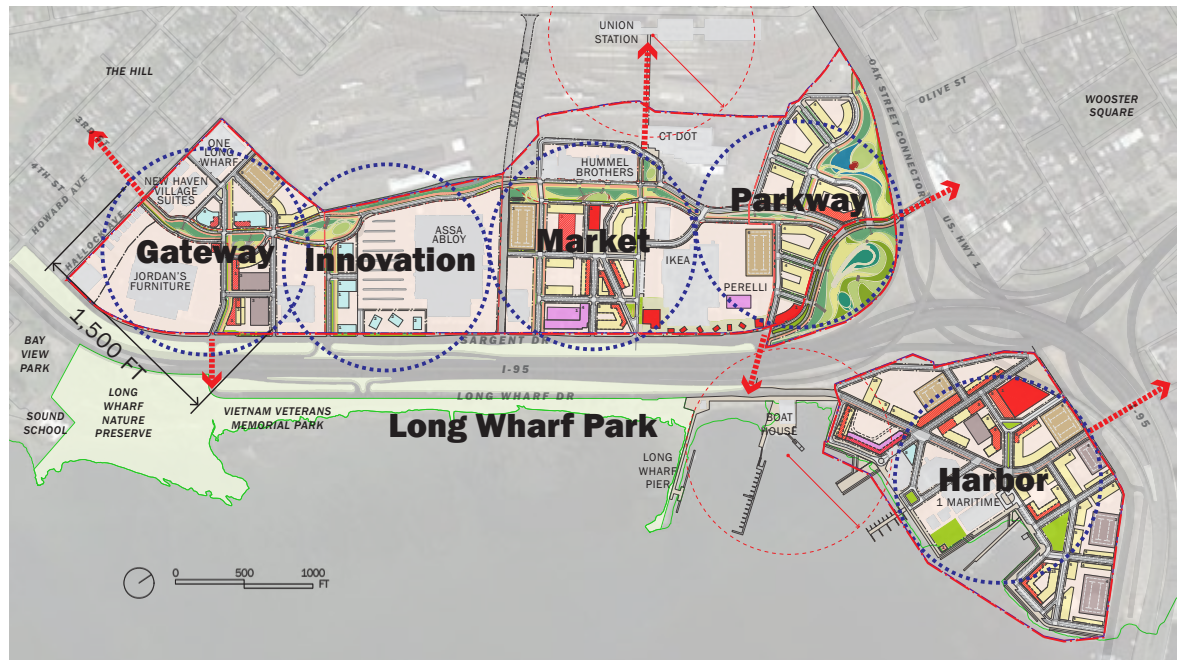 UNION
STATION
THE HILL
CHURCH ST
OAK STREET CONNECTOR
OLIVE ST
WOOSTER
SQUARE
3RD ST
4TH ST
HOWARD AVE
HALLOCK AVE
ONE
LONG
WHARF
NEW HAVEN
VILLAGE
SUITES
CT DOT
HUMMEL
BROTHERS
Parkway
US. HWY 1
Gateway
Innovation
Market
ASSA
ABLOY
IKEA
JORDAN'S
FURNITURE
PERELLI
1,500 FT
SARGENT DR
I-95
LONG WHARF DR
BAY
VIEW
PARK
SOUND
SCHOOL
LONG
WHARF
NATURE
PRESERVE
VIETNAM VETERANS
MEMORIAL PARK
Long Wharf Park
BOAT
HOUSE
LONG
WHARF
PIER
I-95
Harbor
1 MARITIME
0 500 1000
FT